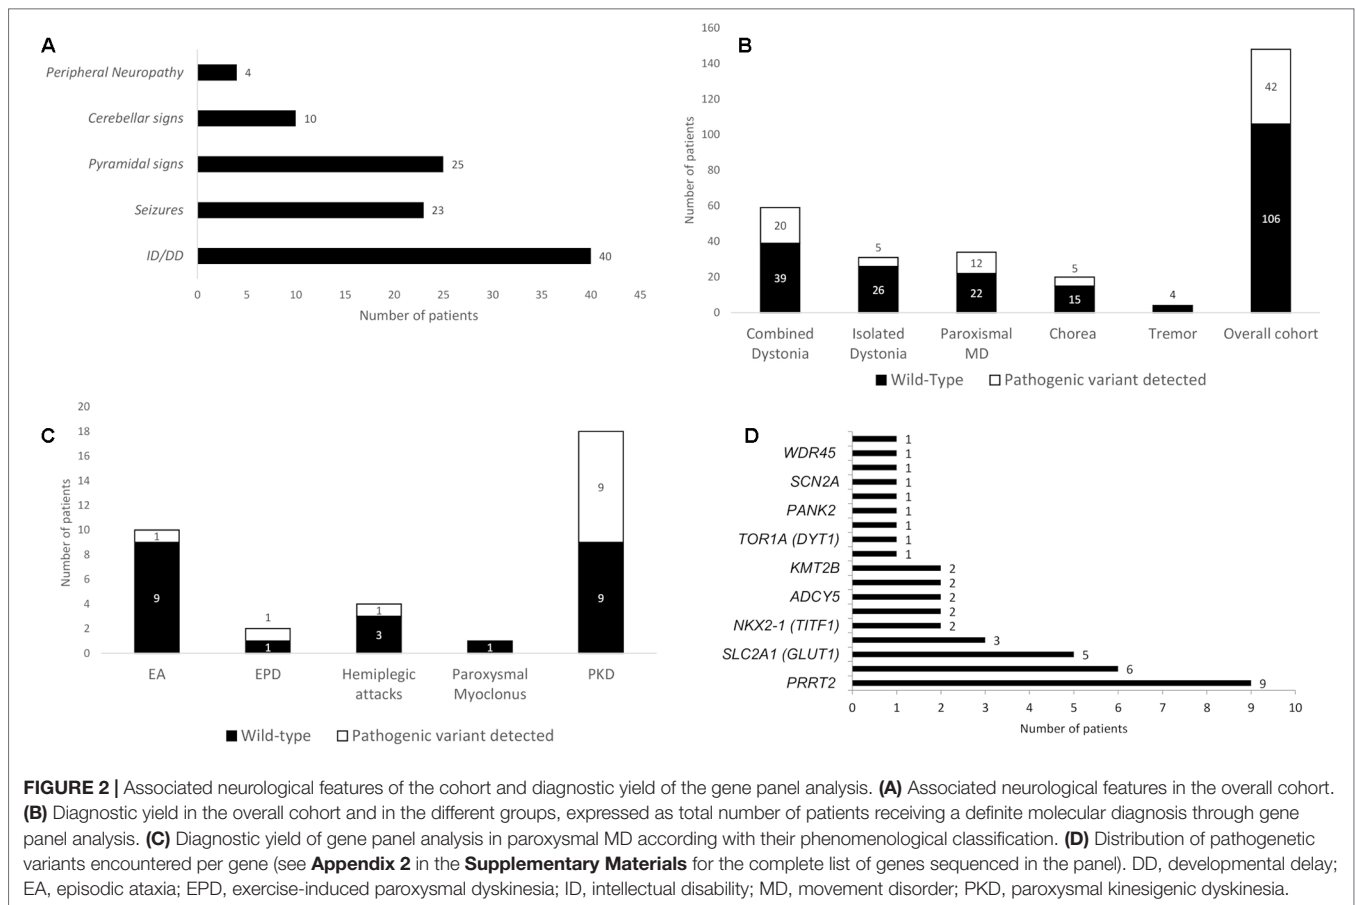 A
Peripheral Neuropathy 4
Cerebellar signs 10
Pyramidal signs 25
Seizures 23
ID/DD 40
0 5 10 15 20 25 30 35 40 45
Number of patients
B
Number of patients
160
140
120
100
80
60
40
20
0
20 5 12 5 4 42
39 26 22 15 106
Combined Dystonia
Isolated Dystonia
Paroxismal MD
Chorea
Tremor
Overall cohort
Wild-Type Pathogenic variant detected
C
Number of patients
20
18
16
14
12
10
8
6
4
2
0
1 1 1 9
9 1 3 1 9
EA
EPD
Hemiplegic attacks
Paroxysmal Myoclonus
PKD
Wild-type Pathogenic variant detected
D
1
WDR45 1
1
SCN2A 1
1
PANK2 1
1
TOR1A (DYT1) 1
1
KMT2B 2
2
ADCY5 2
2
NKX2-1 (TITF1) 2
3
SLC2A1 (GLUT1) 5
6
PRRT2 9
0 1 2 3 4 5 6 7 8 9 10
Number of patients
FIGURE 2 | Associated neurological features of the cohort and diagnostic yield of the gene panel analysis. (A) Associated neurological features in the overall cohort.
(B) Diagnostic yield in the overall cohort and in the different groups, expressed as total number of patients receiving a definite molecular diagnosis through gene
panel analysis. (C) Diagnostic yield of gene panel analysis in paroxysmal MD according with their phenomenological classification. (D) Distribution of pathogenetic
variants encountered per gene (see Appendix 2 in the Supplementary Materials for the complete list of genes sequenced in the panel). DD, developmental delay;
EA, episodic ataxia; EPD, exercise-induced paroxysmal dyskinesia; ID, intellectual disability; MD, movement disorder; PKD, paroxysmal kinesigenic dyskinesia.